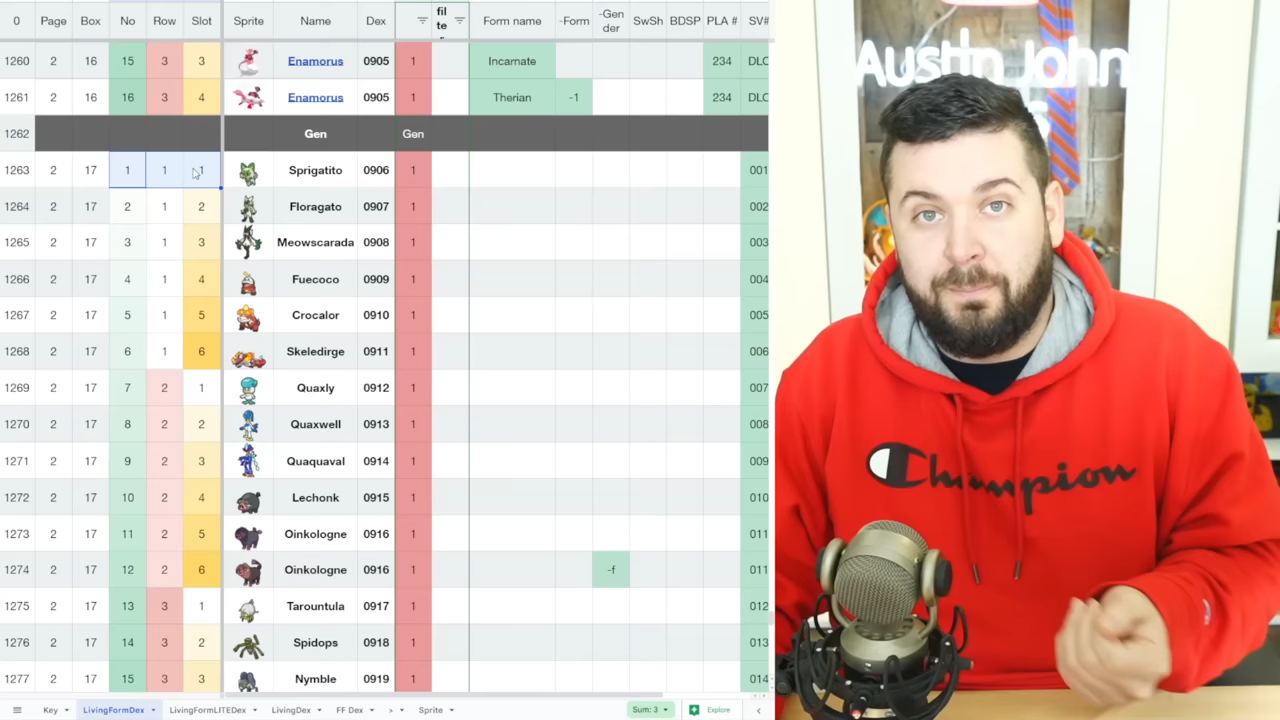 0 Page Box No Row Slot Sprite Name Dex filte Form name -Form -Gender SwSh BDSP PLA # SV#
1260 2 16 15 3 3 Enamorus 0905 1 Incarnate 234 DLC
1261 2 16 16 3 4 Enamorus 0905 1 Therian -1 234 DLC
1262 Gen Gen
1263 2 17 1 1 1 Sprigatito 0906 1 001
1264 2 17 2 1 2 Floragato 0907 1 002
1265 2 17 3 1 3 Meowscarada 0908 1 003
1266 2 17 4 1 4 Fuecoco 0909 1 004
1267 2 17 5 1 5 Crocalor 0910 1 005
1268 2 17 6 1 6 Skeledirge 0911 1 006
1269 2 17 7 2 1 Quaxly 0912 1 007
1270 2 17 8 2 2 Quaxwell 0913 1 008
1271 2 17 9 2 3 Quaquaval 0914 1 009
1272 2 17 10 2 4 Lechonk 0915 1 010
1273 2 17 11 2 5 Oinkologne 0916 1 011
1274 2 17 12 2 6 Oinkologne 0916 1 -f 011
1275 2 17 13 3 1 Tarountula 0917 1 012
1276 2 17 14 3 2 Spidops 0918 1 013
1277 2 17 15 3 3 Nymble 0919 1 014
Key LivingFormDex LivingFormLITEDex LivingDex FF Dex > Sprite Sum: 3 Explore
Austin John
Champion